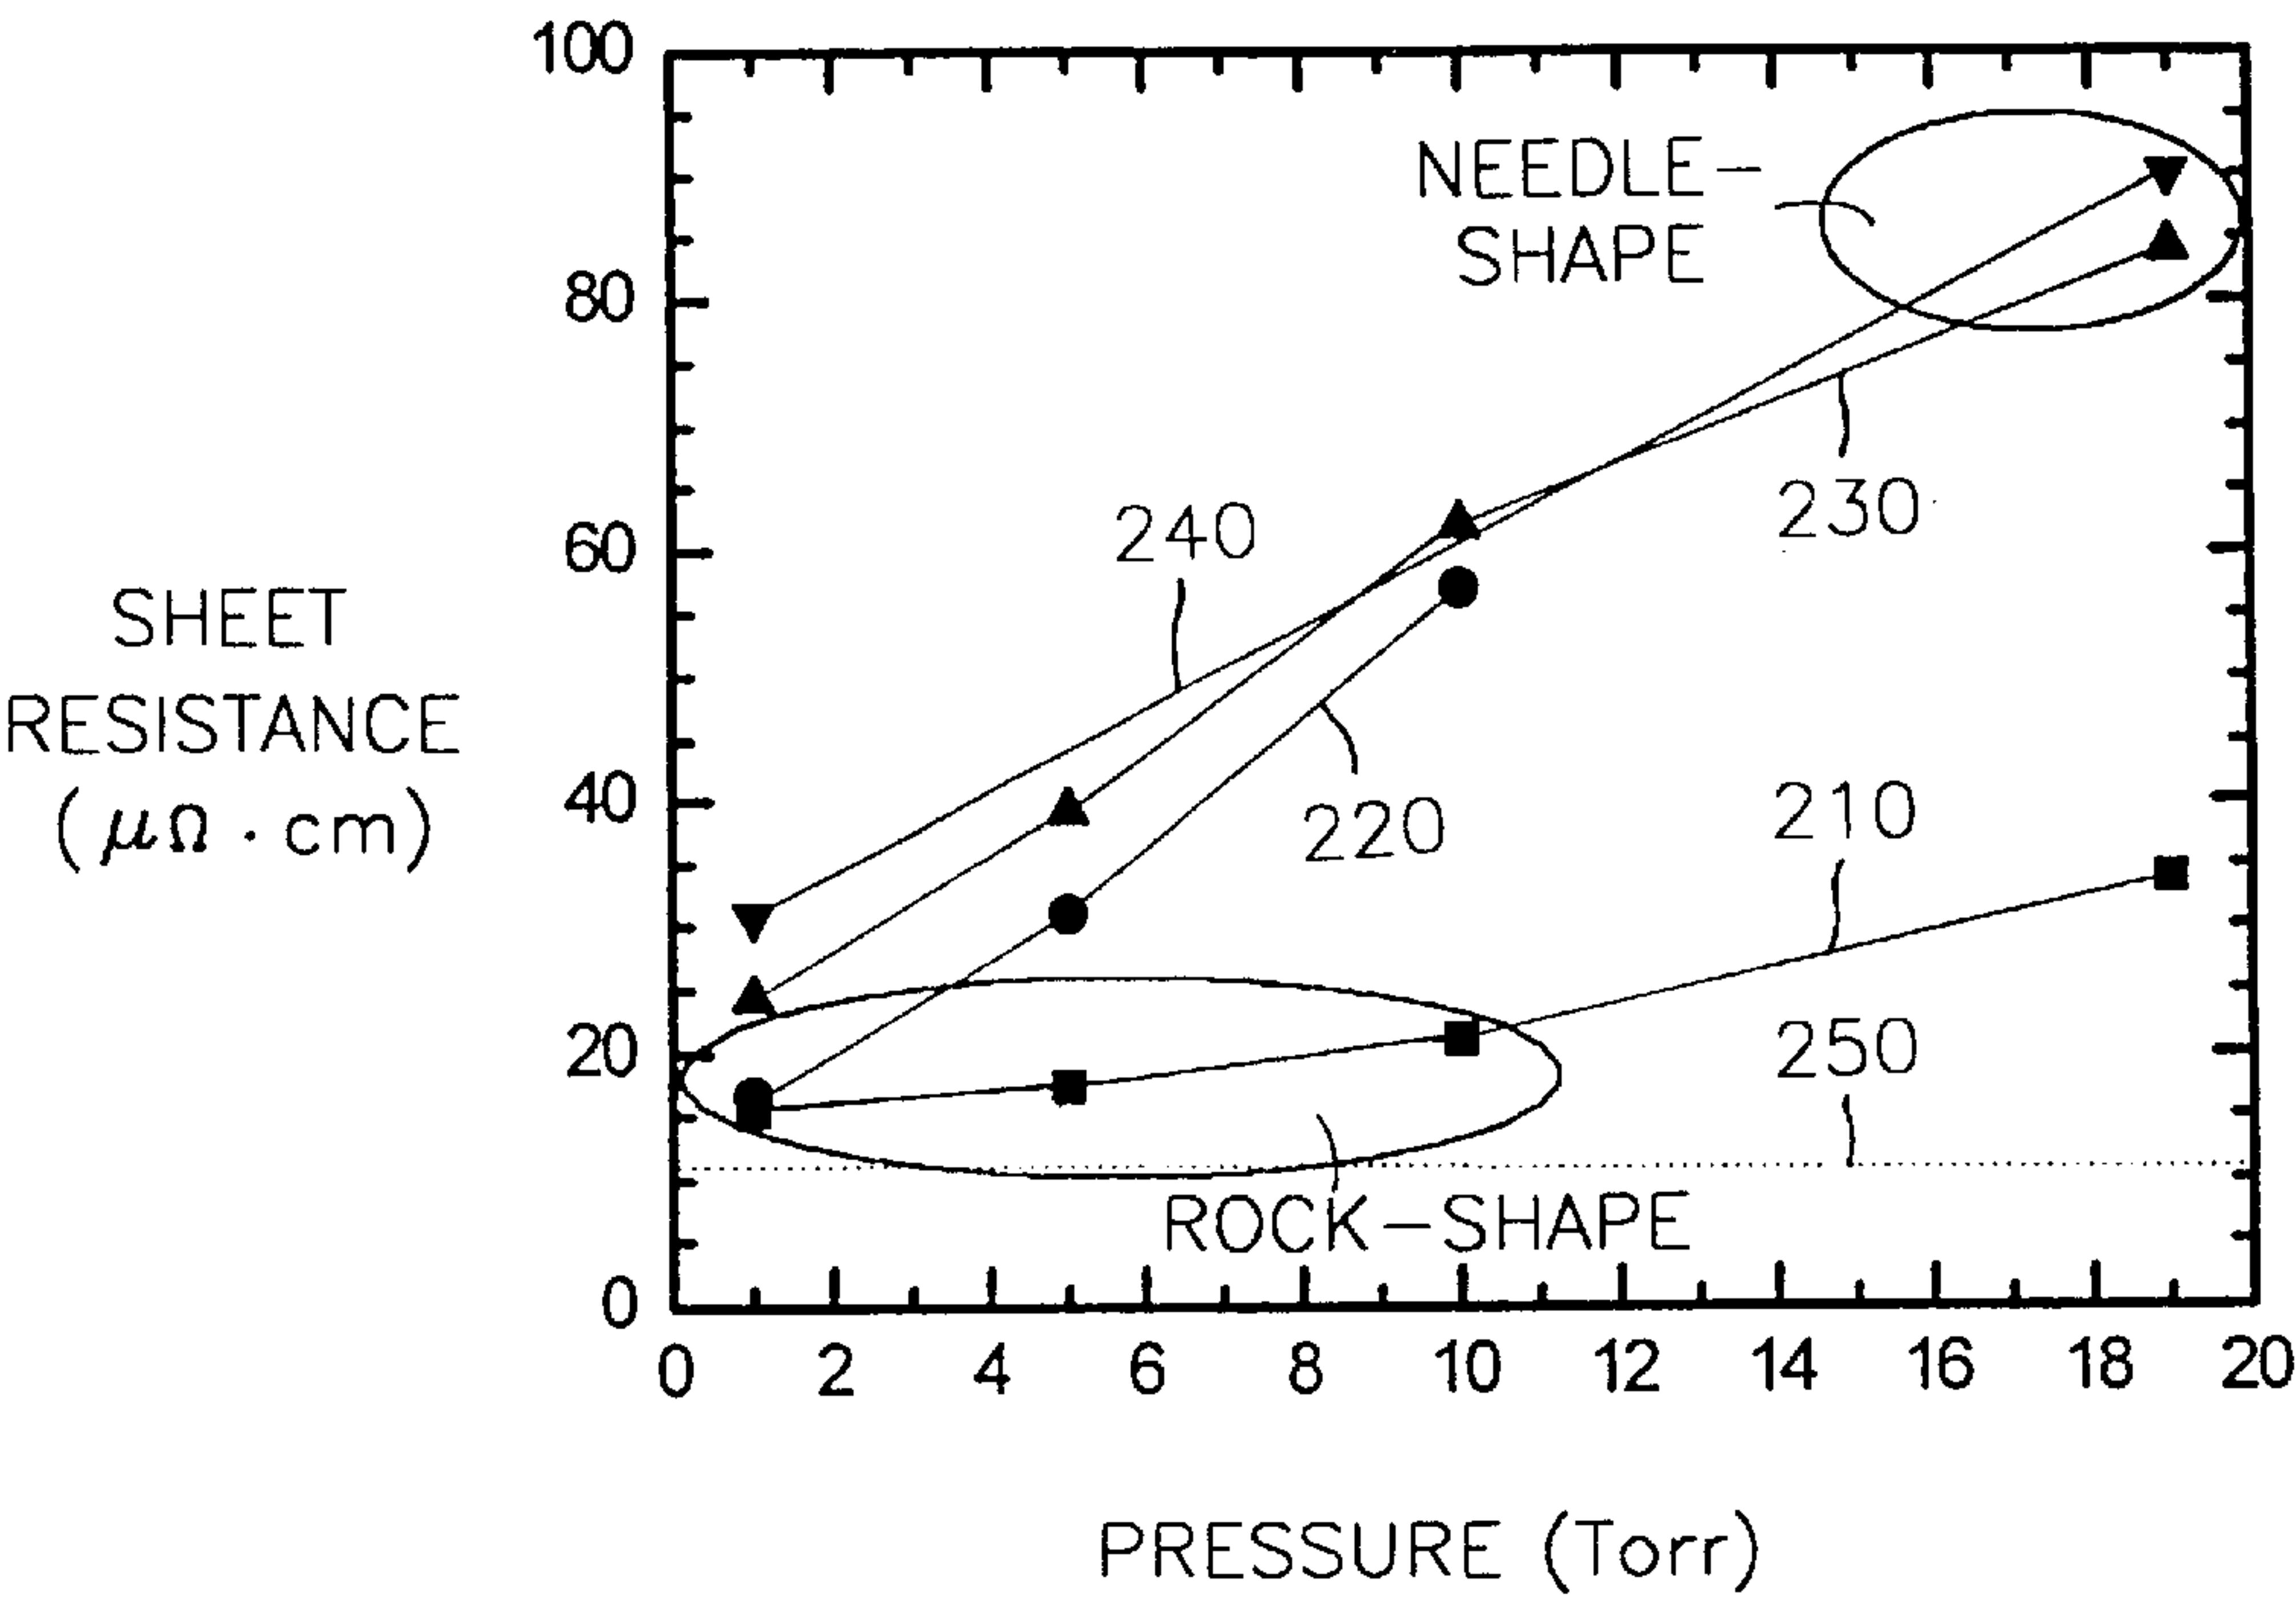 100
80
60
40
20
0
SHEET
RESISTANCE
(μΩ·cm)
NEEDLE-
SHAPE
240
230
220
210
250
ROCK-SHAPE
0 2 4 6 8 10 12 14 16 18 20
PRESSURE (Torr)